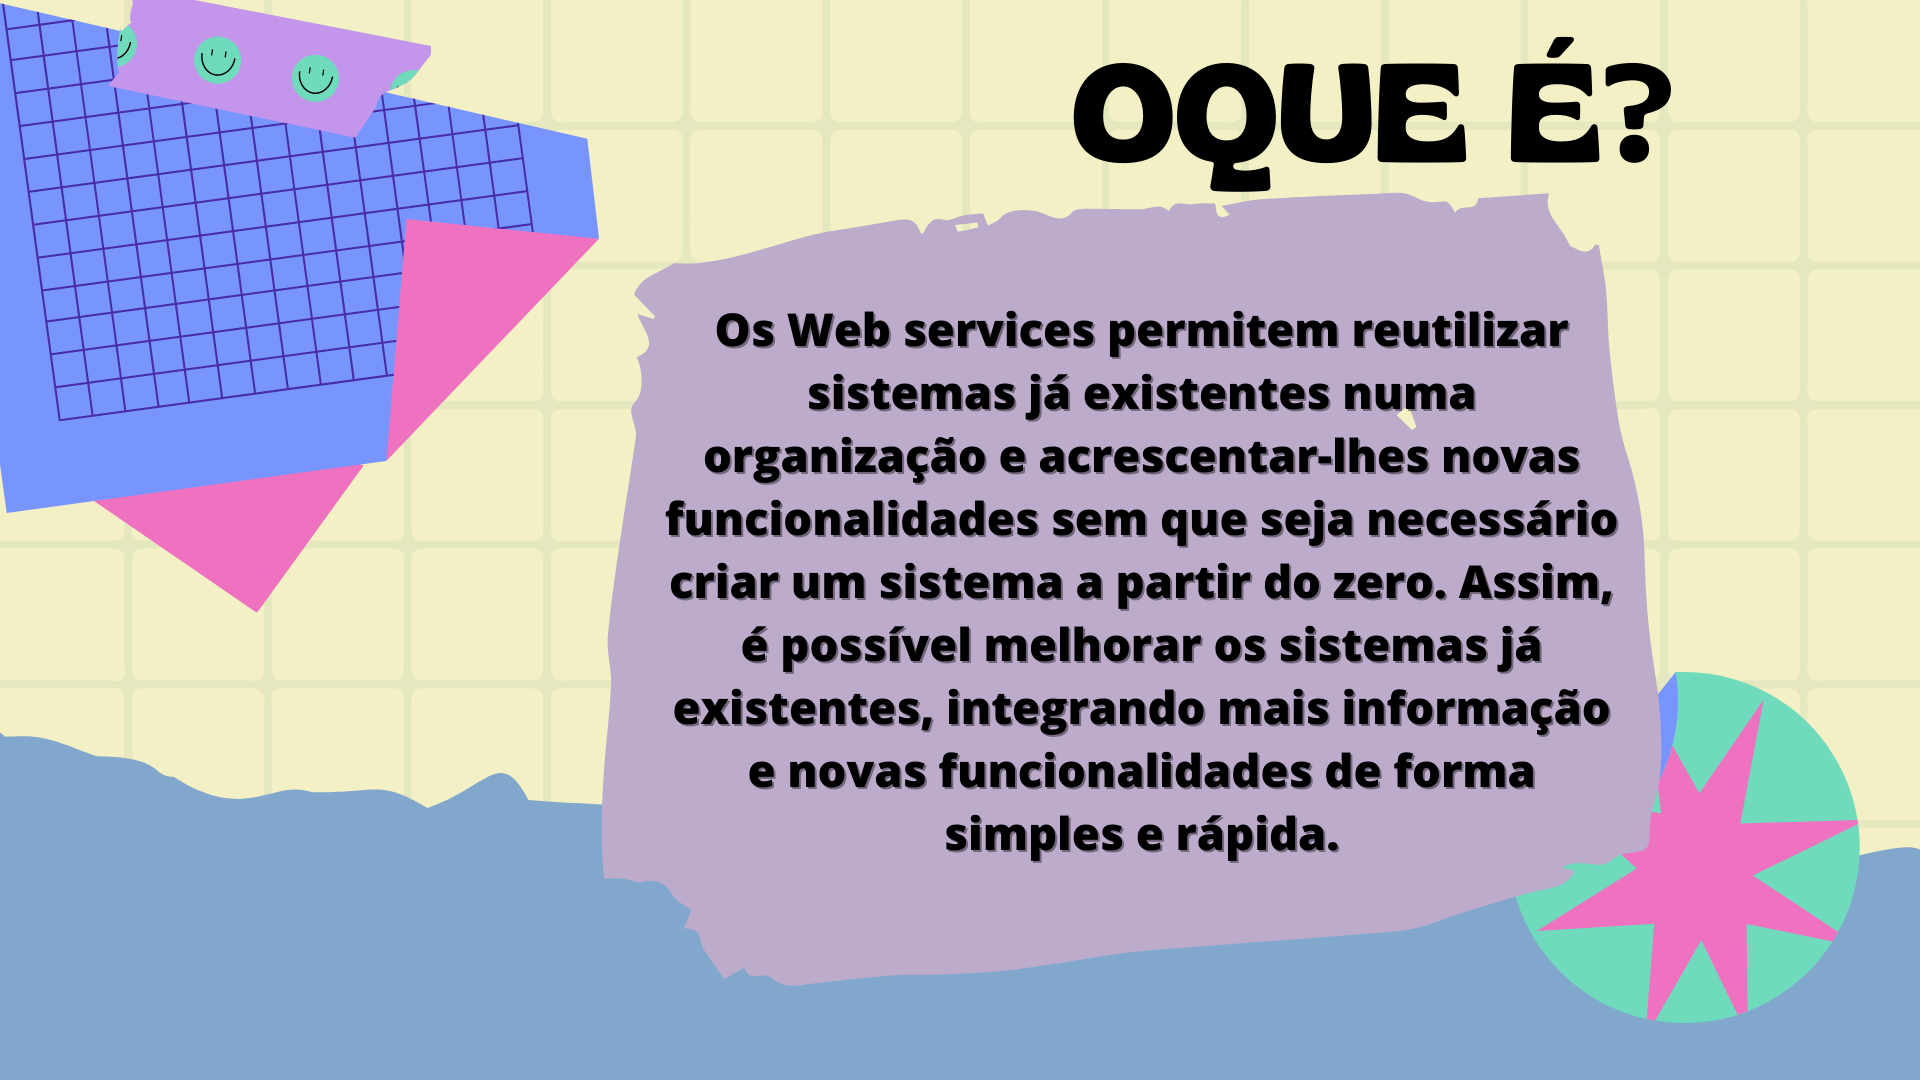 OQUE É?
Os Web services permitem reutilizar
sistemas já existentes numa
organização e acrescentar-lhes novas
funcionalidades sem que seja necessário
criar um sistema a partir do zero. Assim,
é possível melhorar os sistemas já
existentes, integrando mais informação
e novas funcionalidades de forma
simples e rápida.